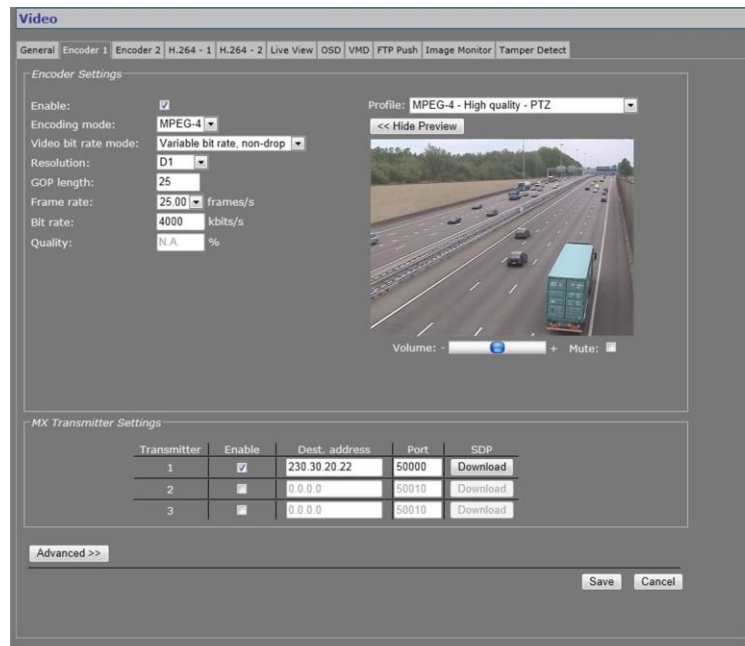 Video
General Encoder 1 Encoder 2 H.264 - 1 H.264 - 2 Live View OSD VMD FTP Push Image Monitor Tamper Detect
Encoder Settings
Enable:
Profile: MPEG-4 - High quality - PTZ
Encoding mode: MPEG-4
<< Hide Preview
Video bit rate mode: Variable bit rate, non-drop
Resolution: D1
GOP length: 25
Frame rate: 25.00 frames/s
Bit rate: 4000 kbits/s
Quality: N.A. %
Volume: - + Mute:
MX Transmitter Settings
Transmitter Enable Dest. address Port SDP
1 230.30.20.22 50000 Download
2 0.0.0.0 50010 Download
3 0.0.0.0 50010 Download
Advanced >>
Save Cancel